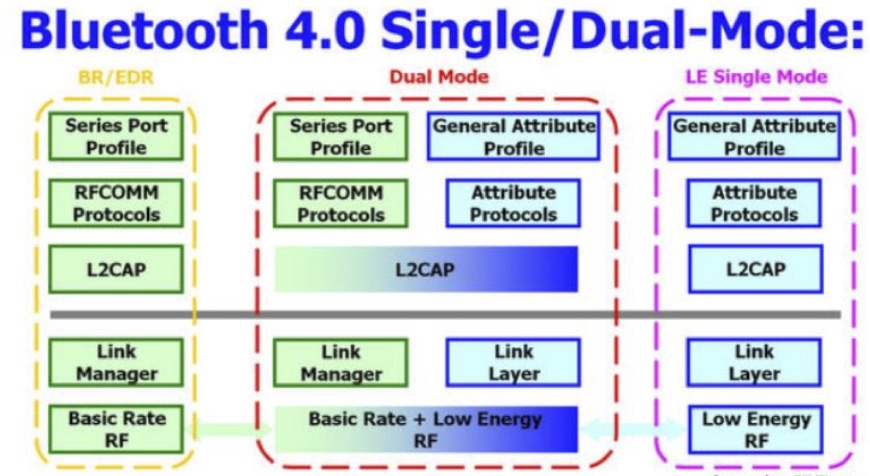 Bluetooth 4.0 Single/Dual-Mode:
BR/EDR
Dual Mode
LE Single Mode
Series Port
Profile
Series Port
Profile
General Attribute
Profile
General Attribute
Profile
RFCOMM
Protocols
RFCOMM
Protocols
Attribute
Protocols
Attribute
Protocols
L2CAP
L2CAP
L2CAP
Link
Manager
Link
Manager
Link
Layer
Link
Layer
Basic Rate
RF
Basic Rate + Low Energy
RF
Low Energy
RF